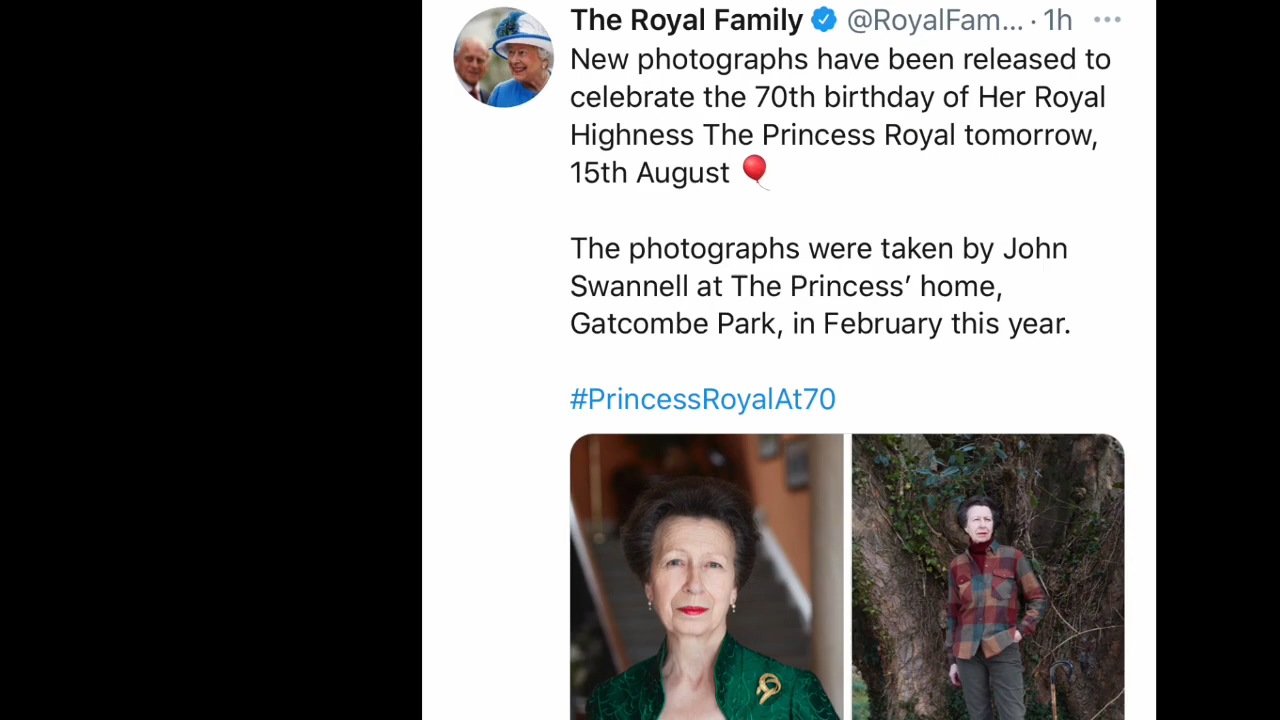 The Royal Family @RoyalFam... · 1h
New photographs have been released to
celebrate the 70th birthday of Her Royal
Highness The Princess Royal tomorrow,
15th August 🎈
The photographs were taken by John
Swannell at The Princess’ home,
Gatcombe Park, in February this year.
#PrincessRoyalAt70